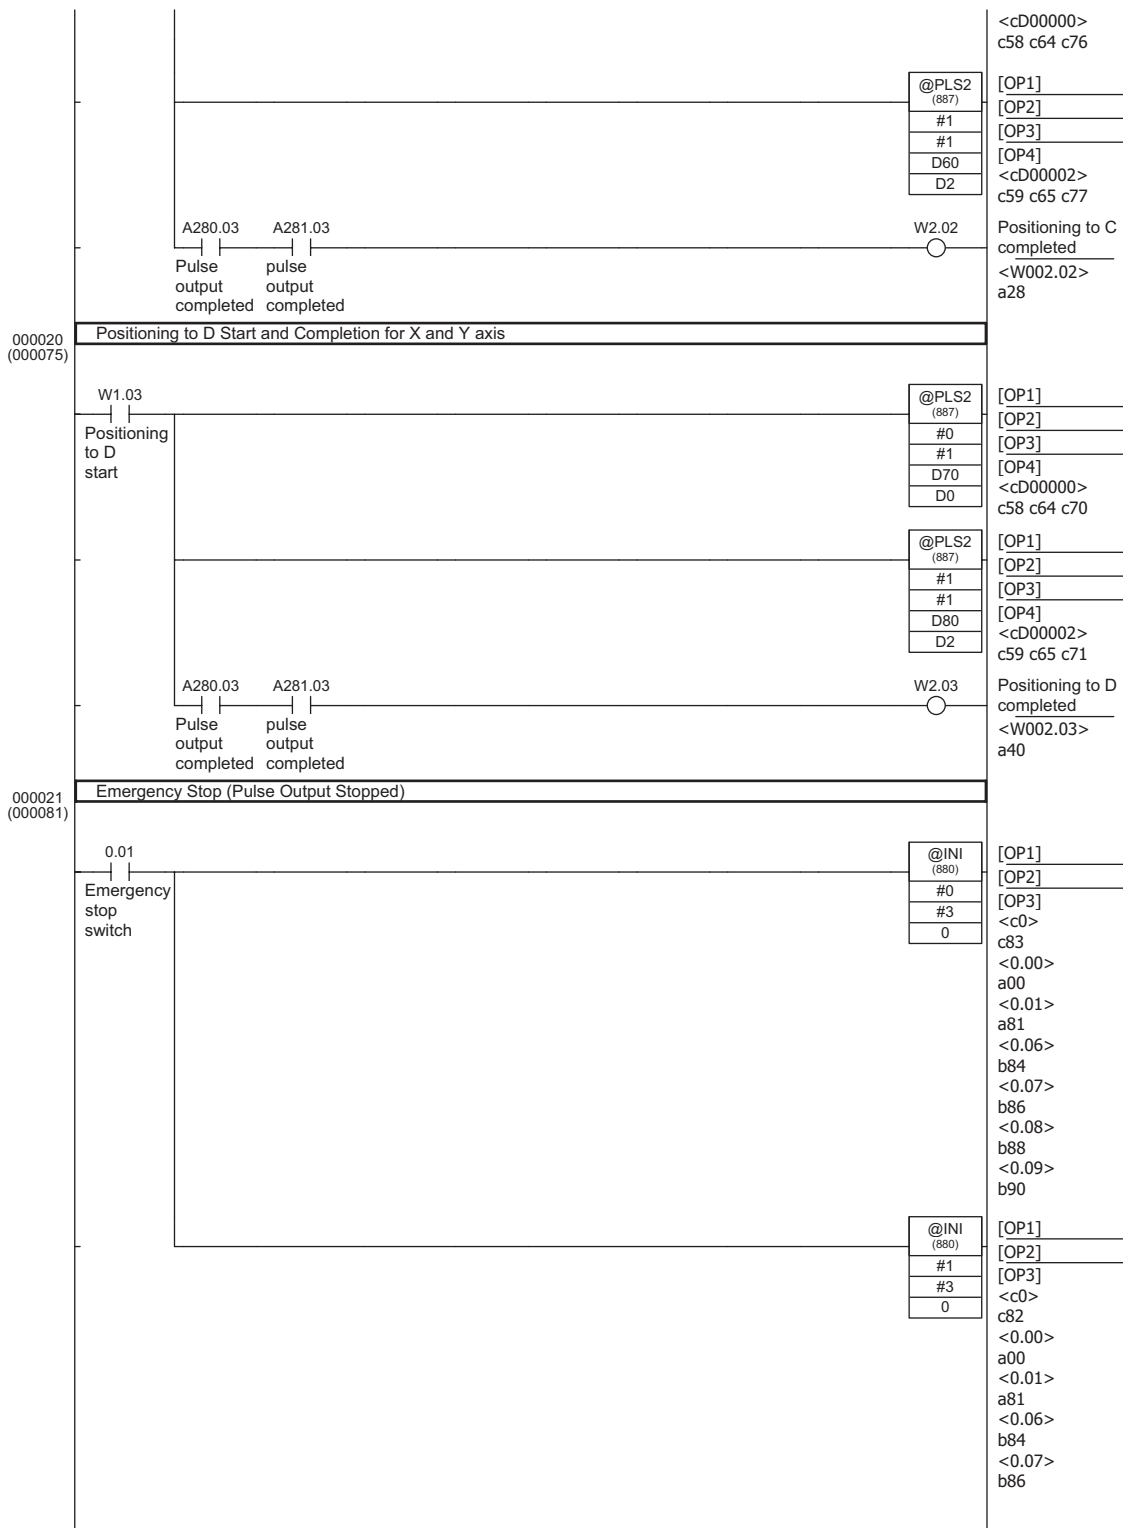 <cD00000>
c58 c64 c76
@PLS2
(887)
#1
#1
D60
D2
[OP1]
[OP2]
[OP3]
[OP4]
<cD00002>
c59 c65 c77
A280.03 A281.03 W2.02
Pulse output completed
pulse output completed
Positioning to C
completed
<W002.02>
a28
000020
(000075)
Positioning to D Start and Completion for X and Y axis
W1.03
Positioning
to D
start
@PLS2
(887)
#0
#1
D70
D0
[OP1]
[OP2]
[OP3]
[OP4]
<cD00000>
c58 c64 c70
@PLS2
(887)
#1
#1
D80
D2
[OP1]
[OP2]
[OP3]
[OP4]
<cD00002>
c59 c65 c71
A280.03 A281.03 W2.03
Pulse output completed
pulse output completed
Positioning to D
completed
<W002.03>
a40
000021
(000081)
Emergency Stop (Pulse Output Stopped)
0.01
Emergency
stop
switch
@INI
(880)
#0
#3
0
[OP1]
[OP2]
[OP3]
<c0>
c83
<0.00>
a00
<0.01>
a81
<0.06>
b84
<0.07>
b86
<0.08>
b88
<0.09>
b90
@INI
(880)
#1
#3
0
[OP1]
[OP2]
[OP3]
<c0>
c82
<0.00>
a00
<0.01>
a81
<0.06>
b84
<0.07>
b86